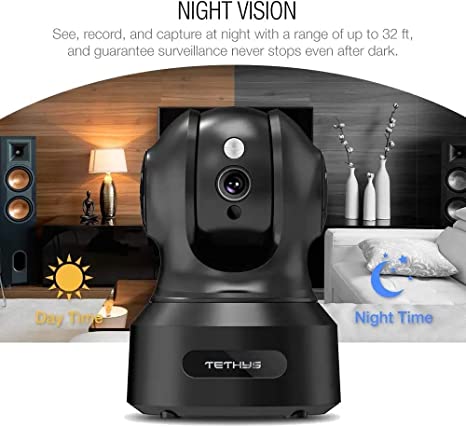 NIGHT VISION
See, record, and capture at night with a range of up to 32 ft,
and guarantee surveillance never stops even after dark.
Day Time
Night Time
TETHYS